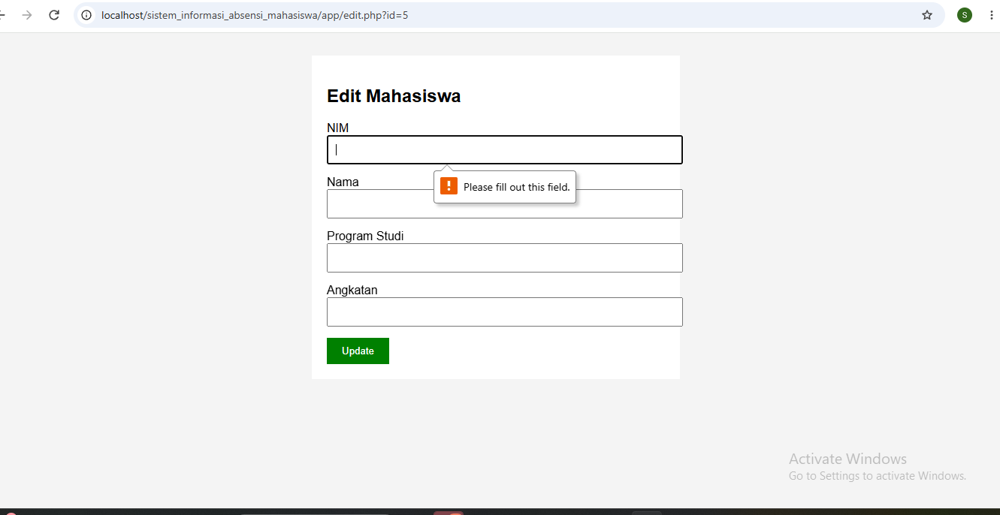 localhost/sistem_informasi_absensi_mahasiswa/app/edit.php?id=5
S
Edit Mahasiswa
NIM
Please fill out this field.
Nama
Program Studi
Angkatan
Update
Activate Windows
Go to Settings to activate Windows.